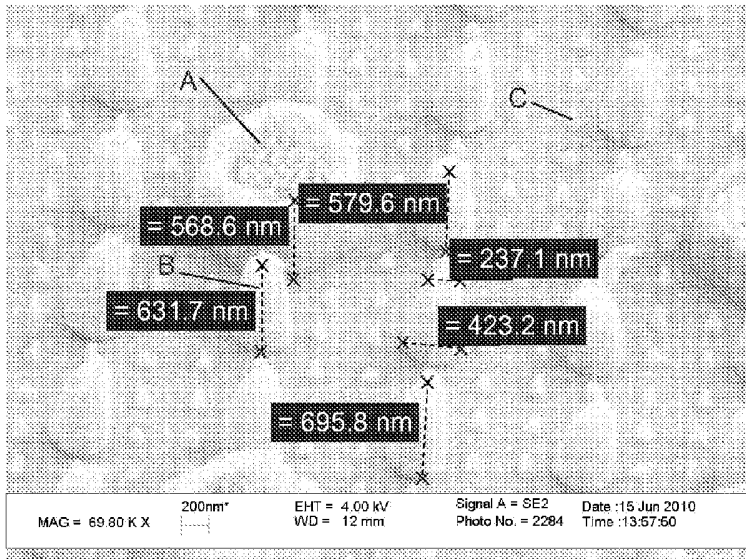 A
C
= 579.6 nm
= 568.6 nm
= 237.1 nm
B
= 631.7 nm
= 423.2 nm
= 695.8 nm
MAG = 69.80 K X
200nm*
EHT = 4.00 kV
WD = 12 mm
Signal A = SE2
Photo No. = 2284
Date :15 Jun 2010
Time :13:57:50